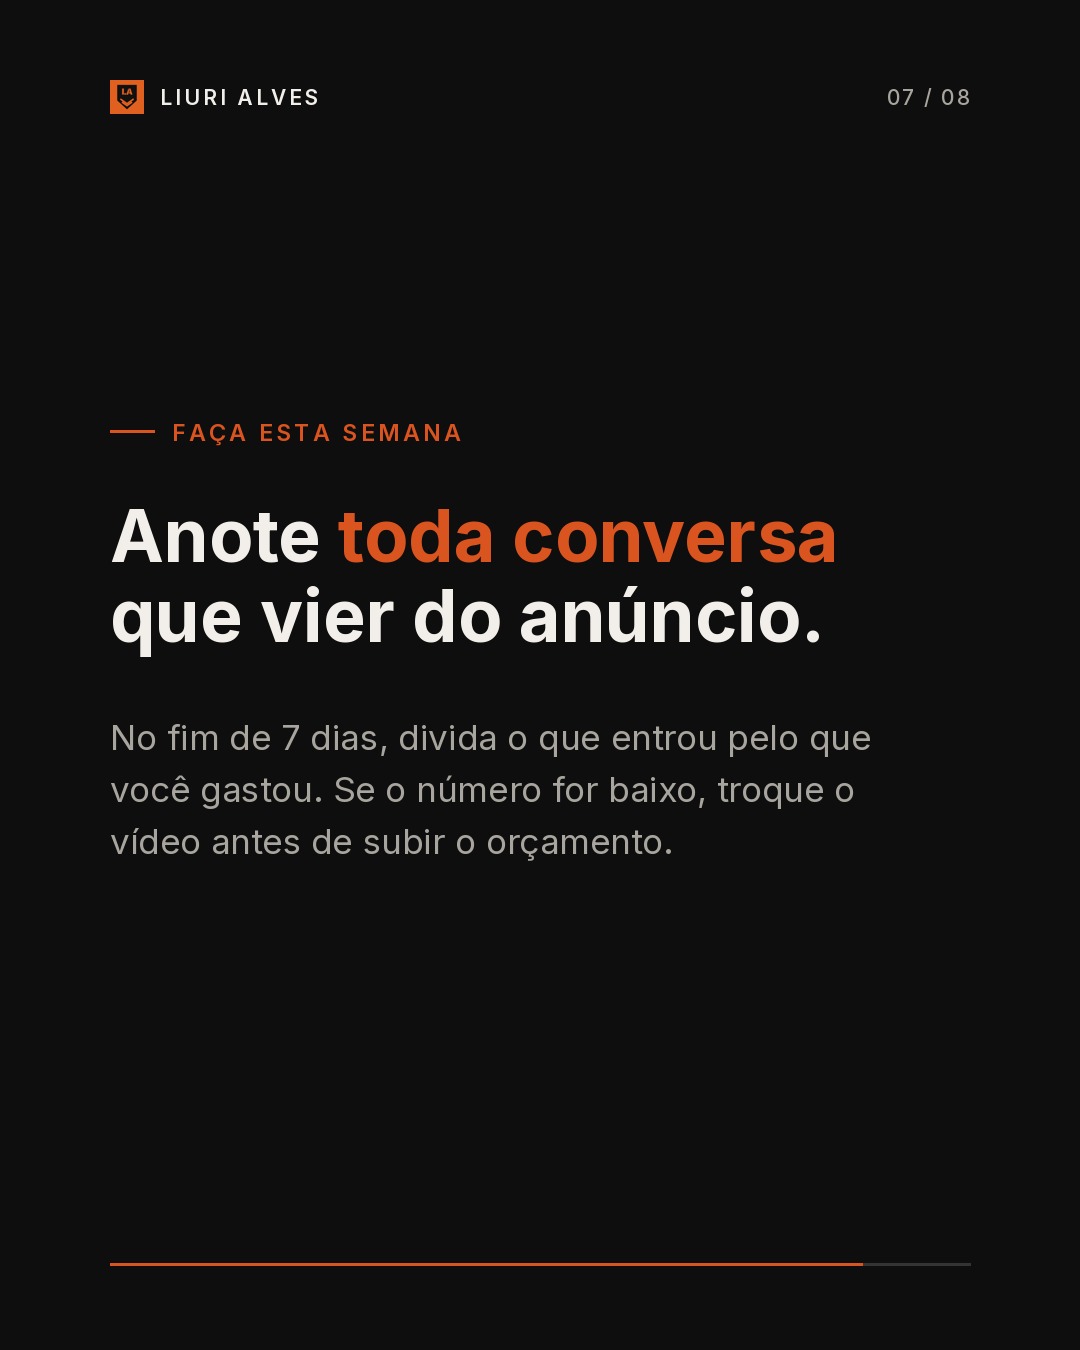 LA
LIURI ALVES
07 / 08
FAÇA ESTA SEMANA
Anote toda conversa
que vier do anúncio.
No fim de 7 dias, divida o que entrou pelo que
você gastou. Se o número for baixo, troque o
vídeo antes de subir o orçamento.